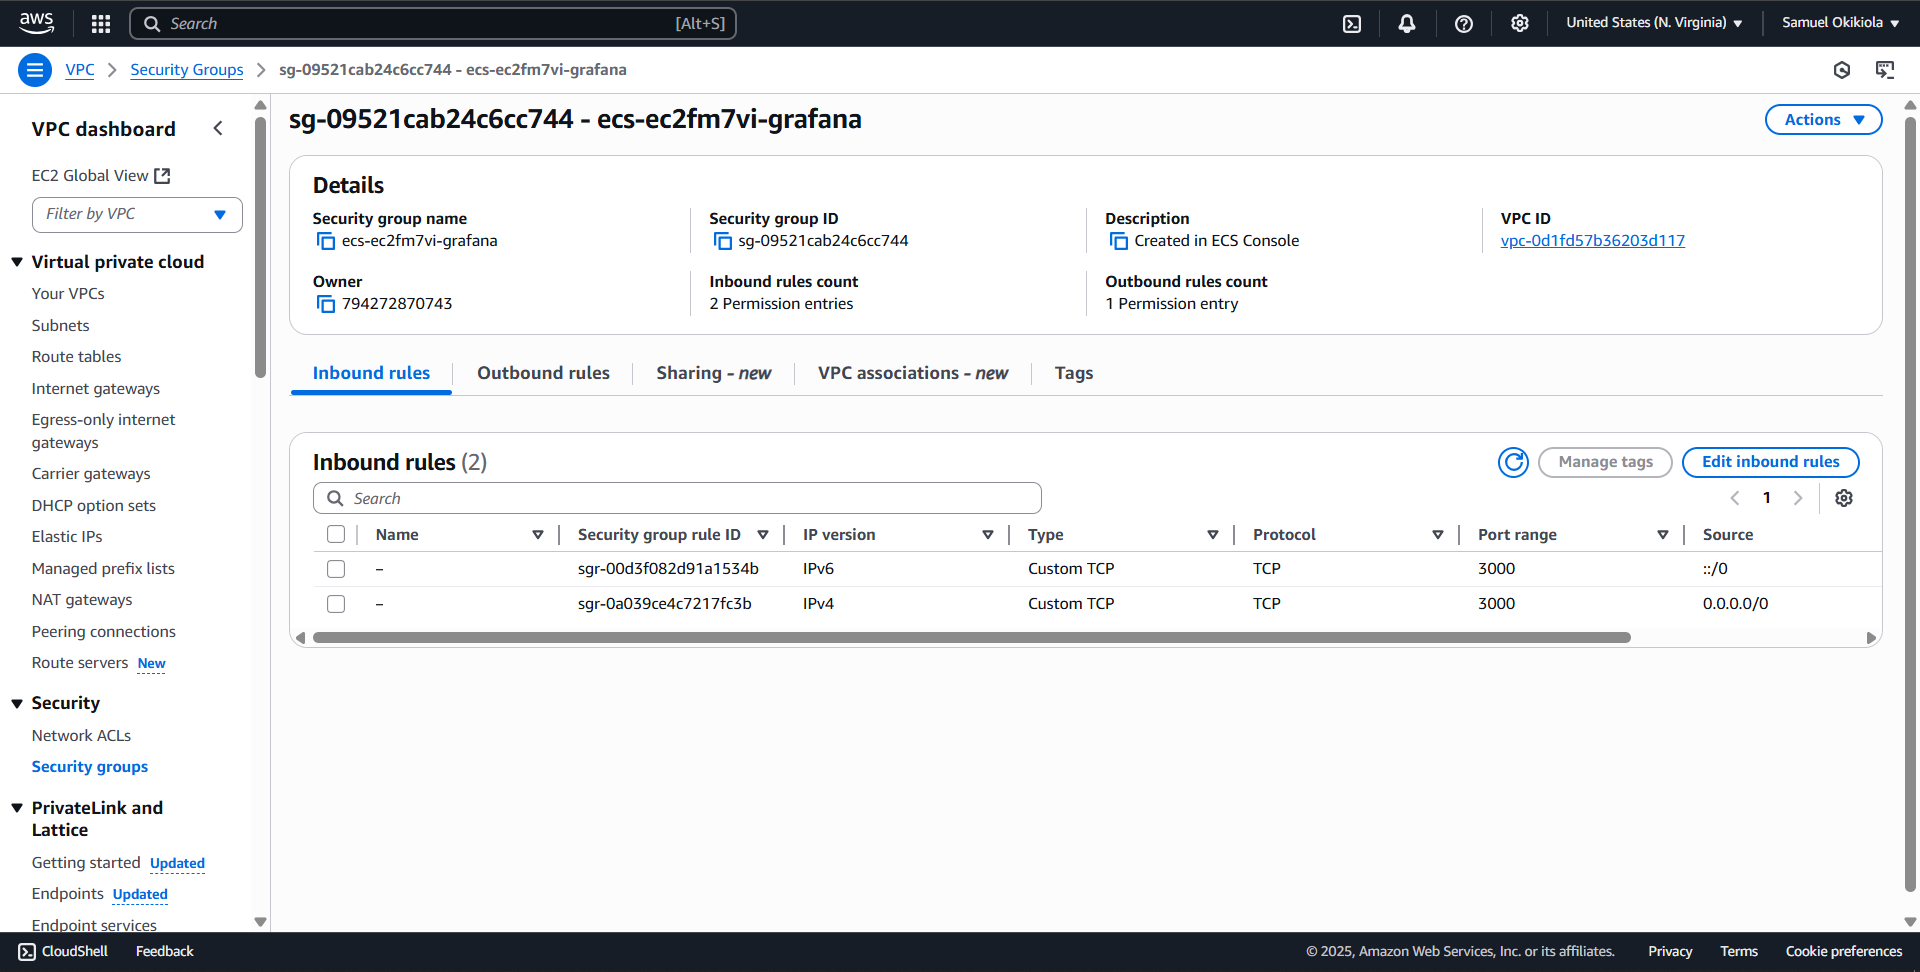 aws
Search
[Alt+S]
United States (N. Virginia)
Samuel Okikiola
VPC
Security Groups
sg-09521cab24c6cc744 - ecs-ec2fm7vi-grafana
VPC dashboard
EC2 Global View
Filter by VPC
Virtual private cloud
Your VPCs
Subnets
Route tables
Internet gateways
Egress-only internet
gateways
Carrier gateways
DHCP option sets
Elastic IPs
Managed prefix lists
NAT gateways
Peering connections
Route servers New
Security
Network ACLs
Security groups
PrivateLink and
Lattice
Getting started Updated
Endpoints Updated
Endpoint services
sg-09521cab24c6cc744 - ecs-ec2fm7vi-grafana
Actions
Details
Security group name
ecs-ec2fm7vi-grafana
Security group ID
sg-09521cab24c6cc744
Description
Created in ECS Console
VPC ID
vpc-0d1fd57b36203d117
Owner
794272870743
Inbound rules count
2 Permission entries
Outbound rules count
1 Permission entry
Inbound rules
Outbound rules
Sharing - new
VPC associations - new
Tags
Inbound rules (2)
Manage tags
Edit inbound rules
Search
1
Name Security group rule ID IP version Type Protocol Port range Source
– sgr-00d3f082d91a1534b IPv6 Custom TCP TCP 3000 ::/0
– sgr-0a039ce4c7217fc3b IPv4 Custom TCP TCP 3000 0.0.0.0/0
CloudShell
Feedback
© 2025, Amazon Web Services, Inc. or its affiliates.
Privacy
Terms
Cookie preferences